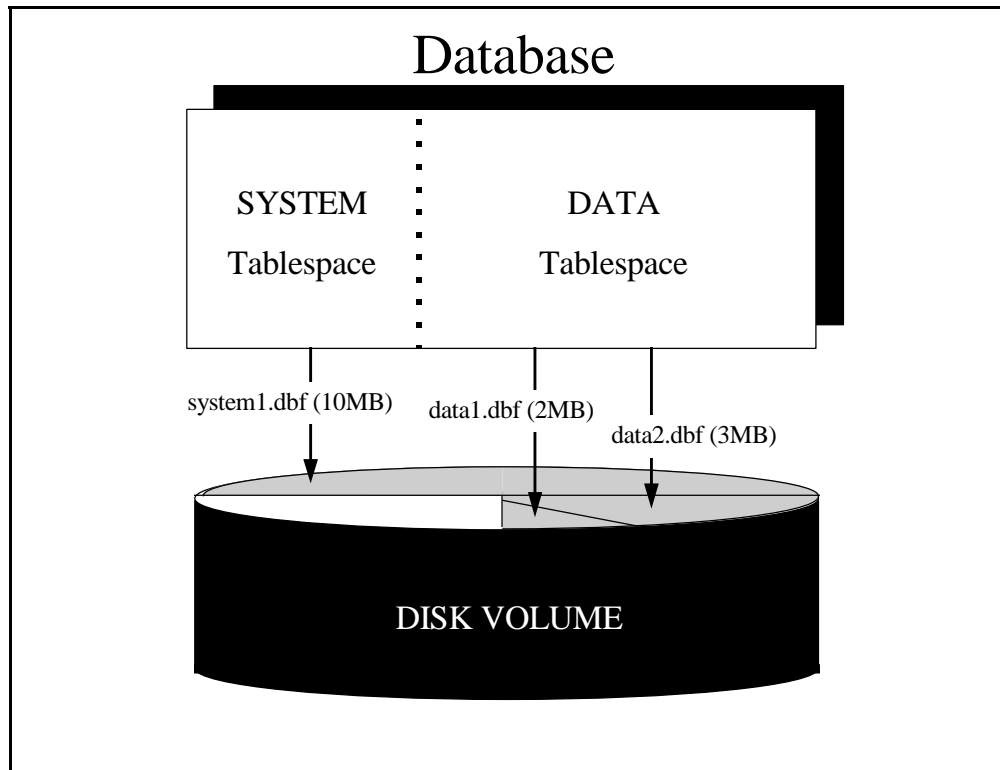 Database
SYSTEM
Tablespace
DATA
Tablespace
system1.dbf (10MB)
data1.dbf (2MB)
data2.dbf (3MB)
DISK VOLUME